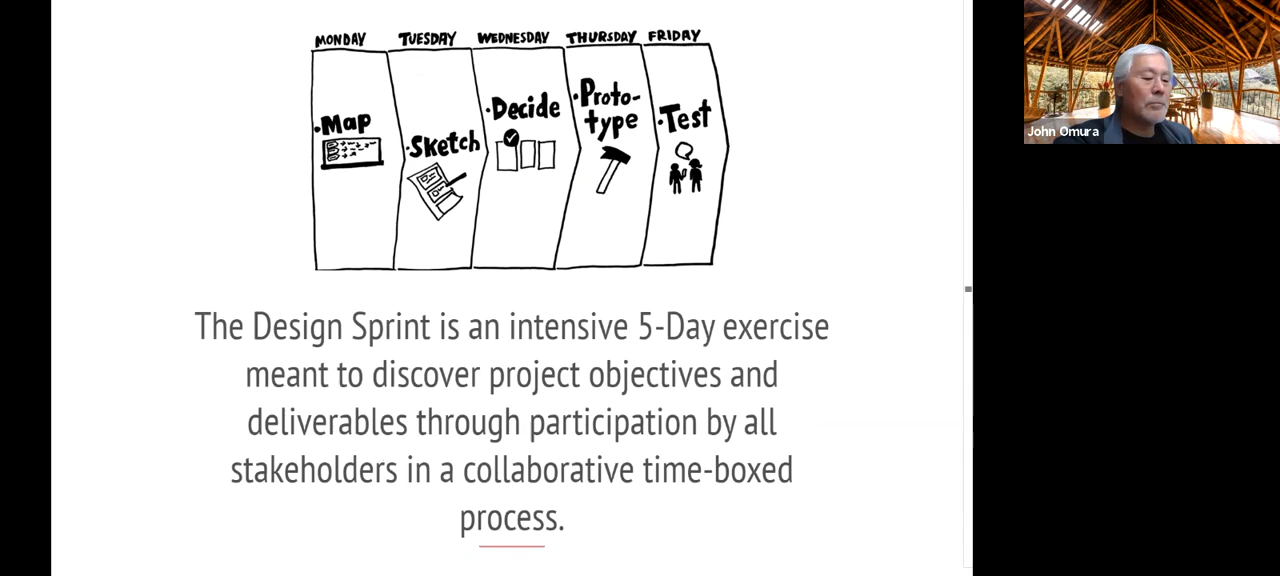 MONDAY TUESDAY WEDNESDAY THURSDAY FRIDAY
·Map
·Sketch
·Decide
·Proto-
type
·Test
The Design Sprint is an intensive 5-Day exercise
meant to discover project objectives and
deliverables through participation by all
stakeholders in a collaborative time-boxed
process.
John Omura